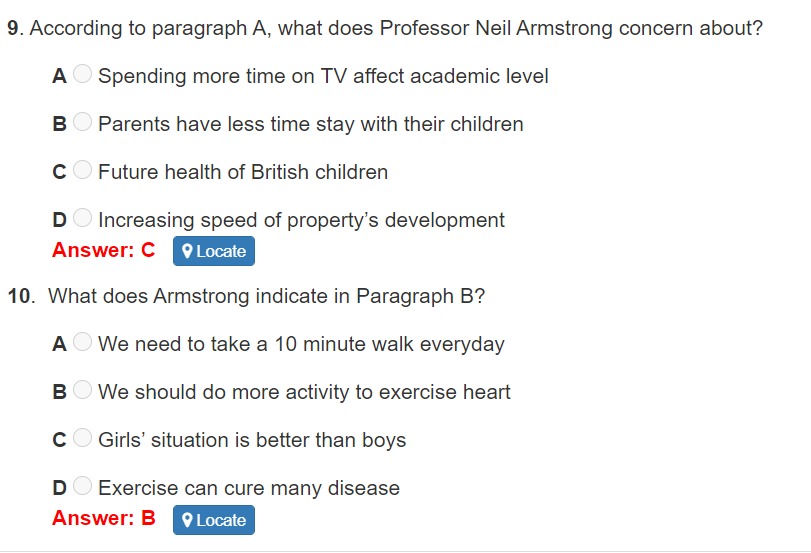 9. According to paragraph A, what does Professor Neil Armstrong concern about?
A Spending more time on TV affect academic level
B Parents have less time stay with their children
C Future health of British children
D Increasing speed of property's development
Answer: C Locate
10. What does Armstrong indicate in Paragraph B?
A We need to take a 10 minute walk everyday
B We should do more activity to exercise heart
C Girls' situation is better than boys
D Exercise can cure many disease
Answer: B Locate